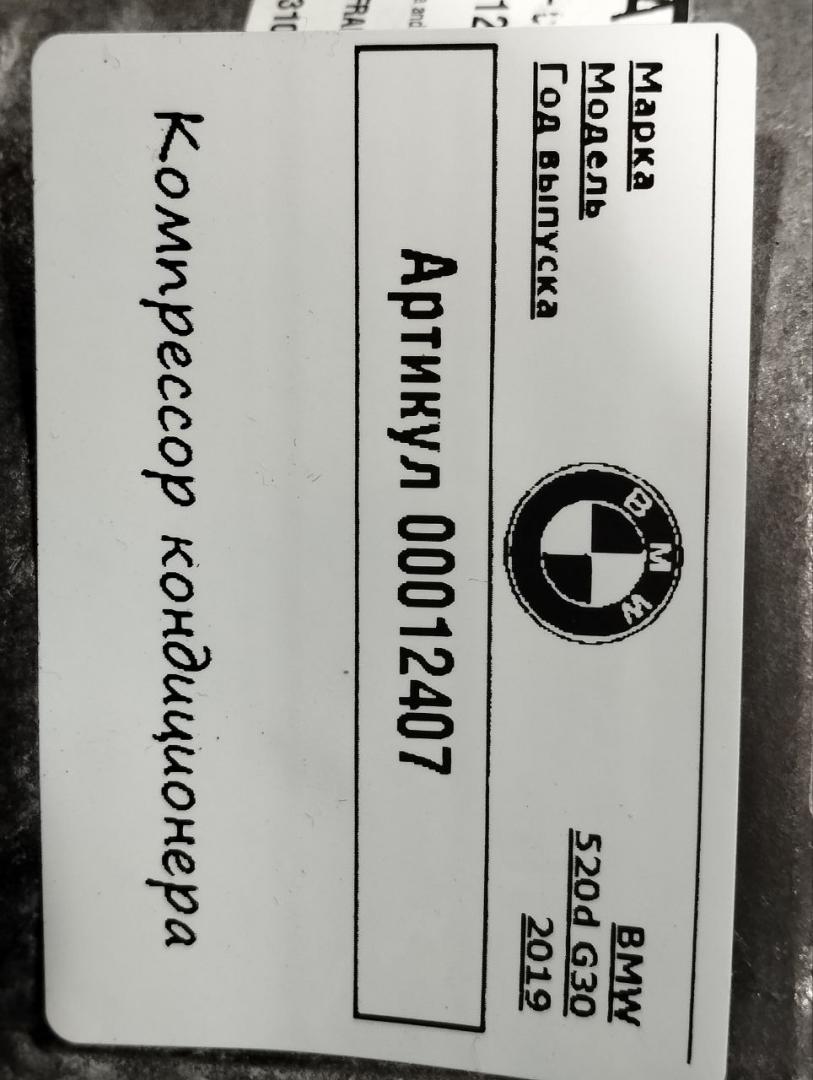 Марка BMW
Модель 520d G30
Год выпуска 2019
BMW
Артикул 00012407
Компрессор кондиционера